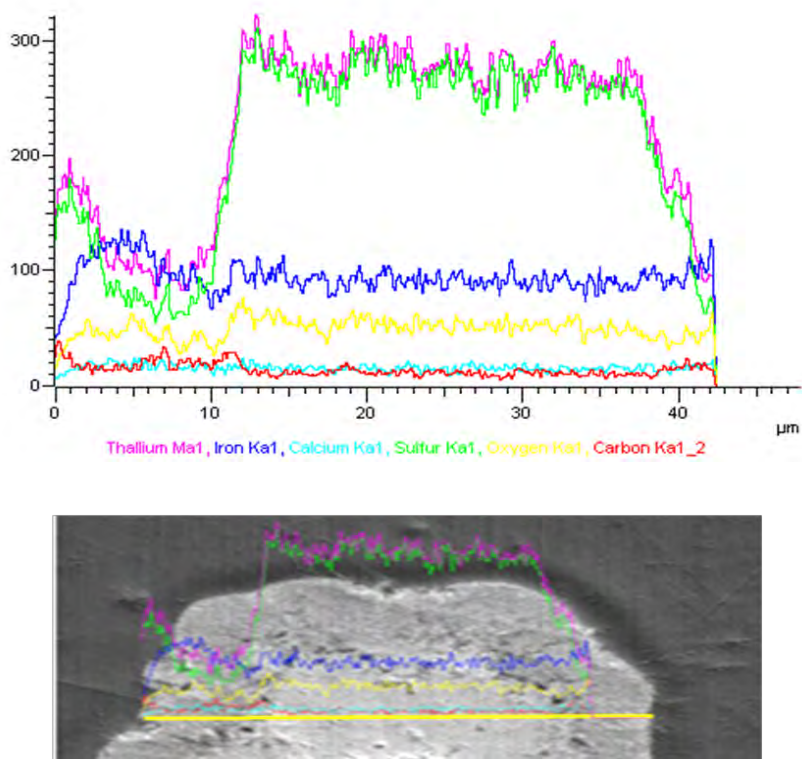 300
200
100
0
0 10 20 30 40
µm
Thallium Ma1, Iron Ka1, Calcium Ka1, Sulfur Ka1, Oxygen Ka1, Carbon Ka1_2